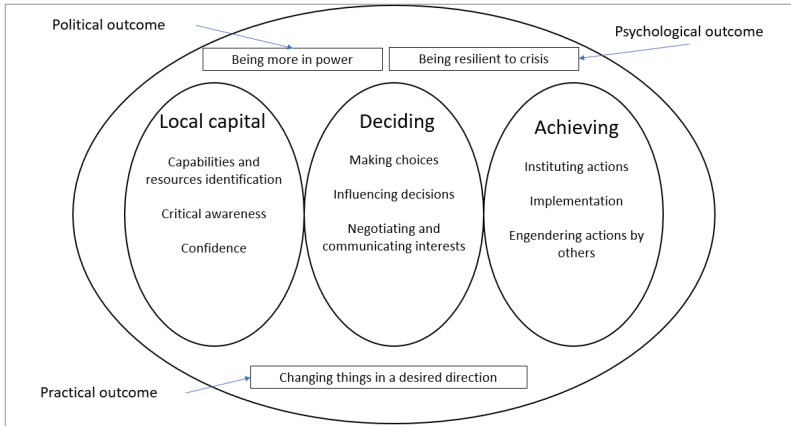 Political outcome
Psychological outcome
Being more in power
Being resilient to crisis
Local capital
Capabilities and
resources identification
Critical awareness
Confidence
Deciding
Making choices
Influencing decisions
Negotiating and
communicating interests
Achieving
Instituting actions
Implementation
Engendering actions by
others
Changing things in a desired direction
Practical outcome